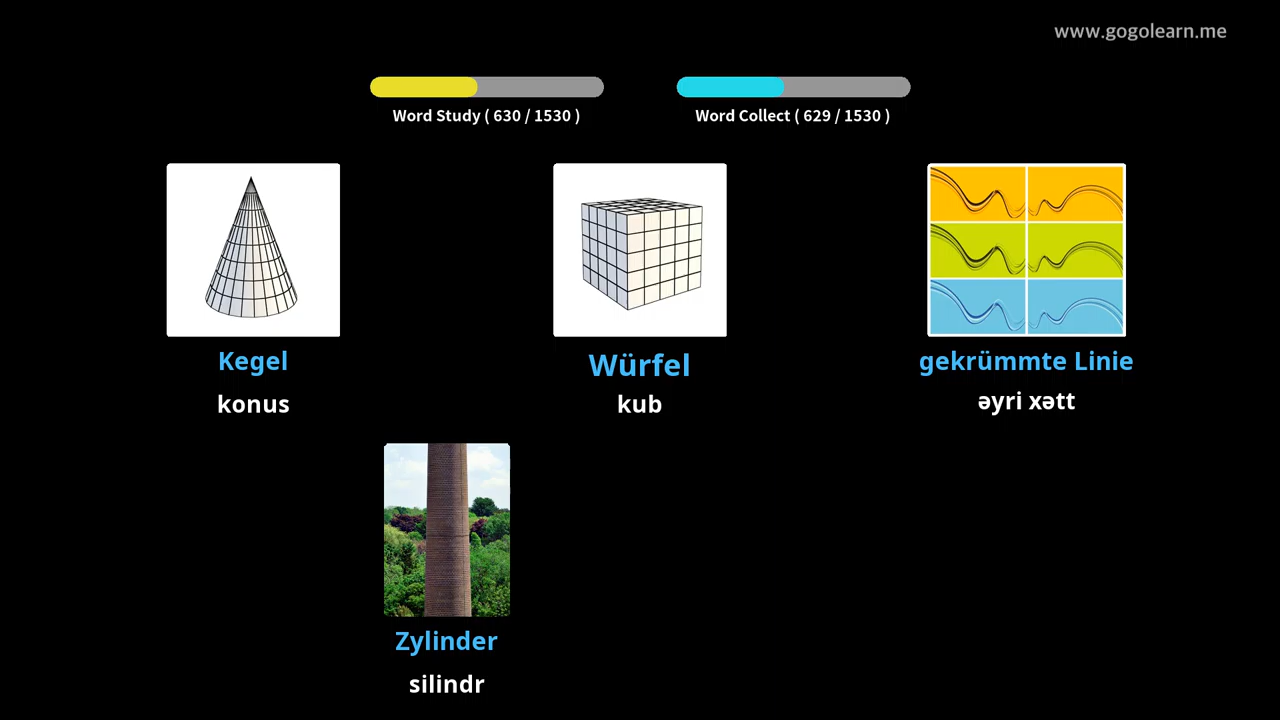 www.gogolearn.me
Word Study ( 630 / 1530 )
Word Collect ( 629 / 1530 )
Kegel
konus
Würfel
kub
gekrümmte Linie
əyri xətt
Zylinder
silindr